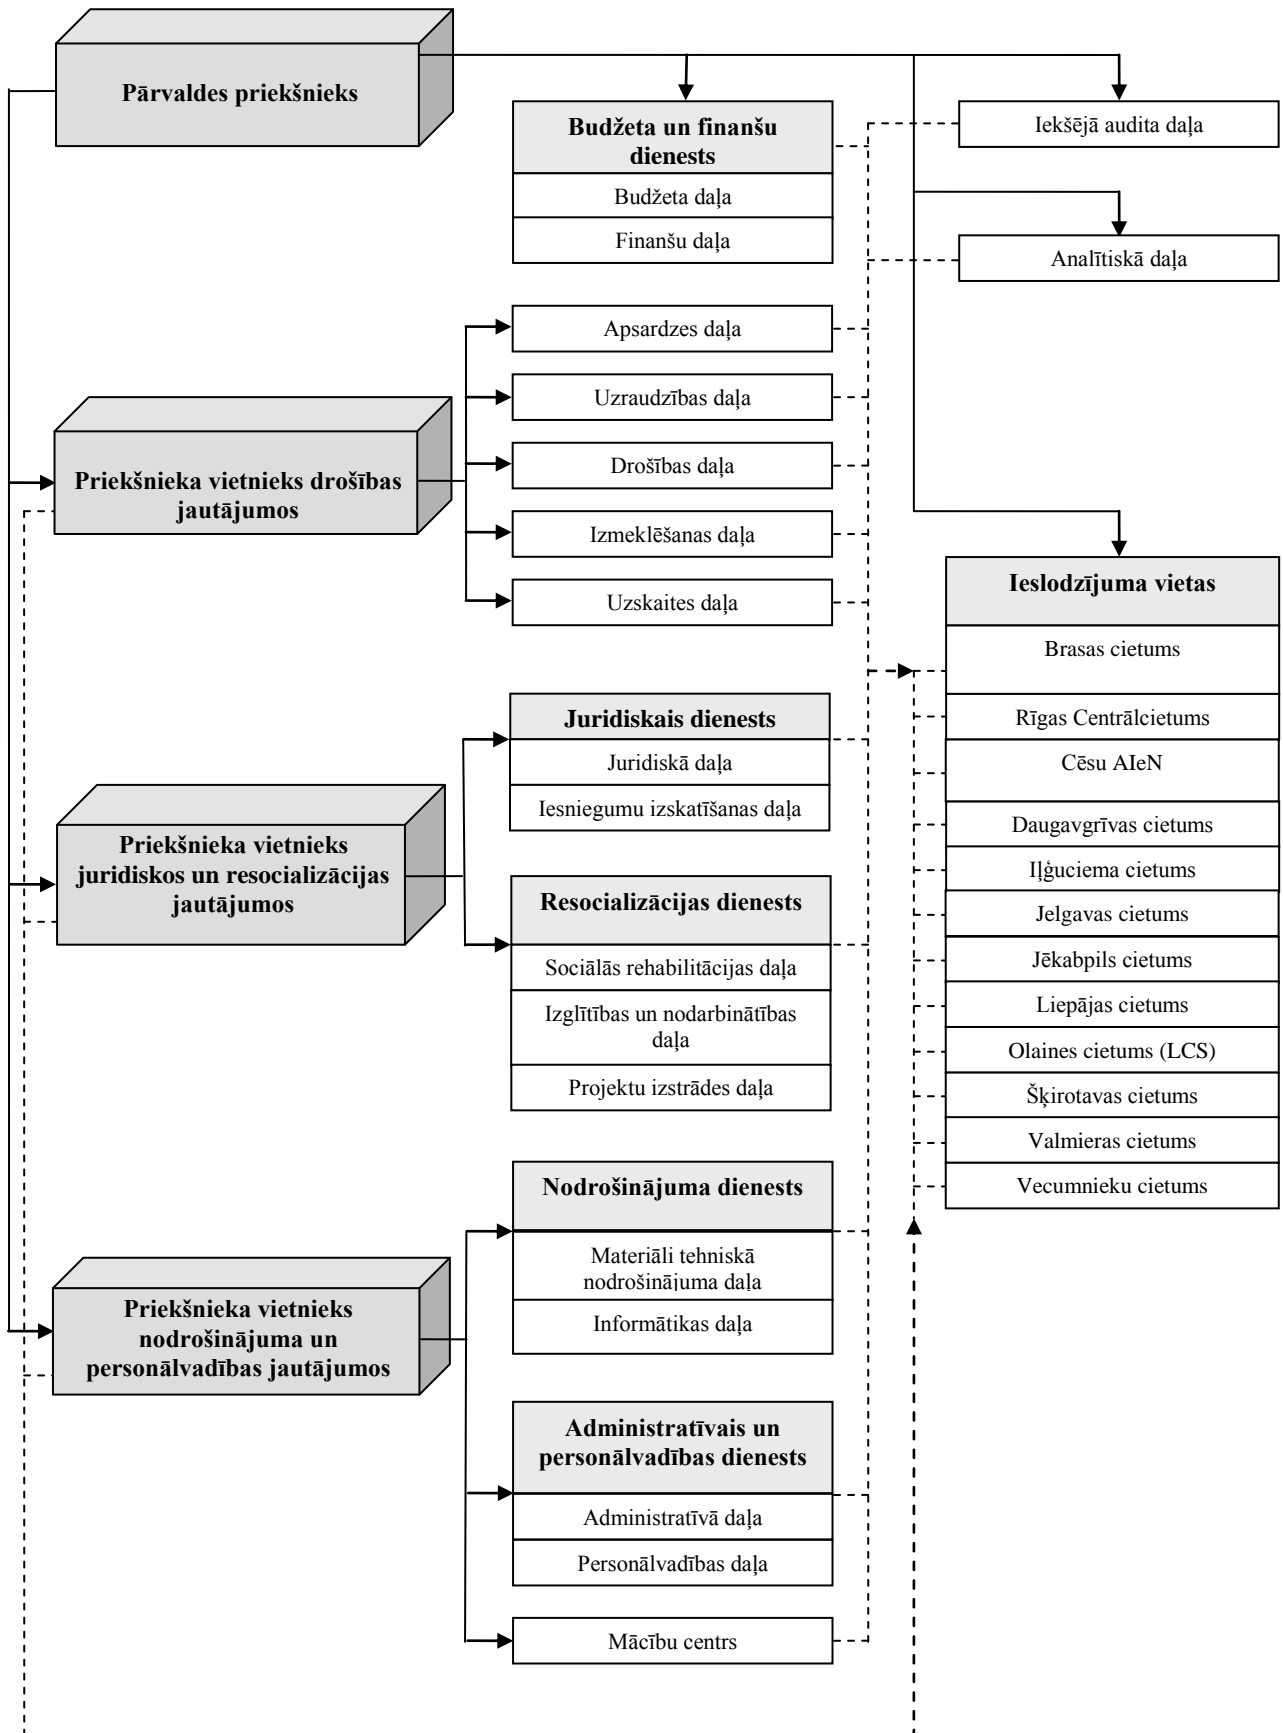 Pārvaldes priekšnieks
Budžeta un finanšu
dienests
Budžeta daļa
Finanšu daļa
Iekšējā audita daļa
Analītiskā daļa
Priekšnieka vietnieks drošības
jautājumos
Apsardzes daļa
Uzraudzības daļa
Drošības daļa
Izmeklēšanas daļa
Uzskaites daļa
Priekšnieka vietnieks
juridiskos un resocializācijas
jautājumos
Juridiskais dienests
Juridiskā daļa
Iesniegumu izskatīšanas daļa
Resocializācijas dienests
Sociālās rehabilitācijas daļa
Izglītības un nodarbinātības
daļa
Projektu izstrādes daļa
Priekšnieka vietnieks
nodrošinājuma un
personālvadības jautājumos
Nodrošinājuma dienests
Materiāli tehniskā
nodrošinājuma daļa
Informātikas daļa
Administratīvais un
personālvadības dienests
Administratīvā daļa
Personālvadības daļa
Mācību centrs
Ieslodzījuma vietas
Brasas cietums
Rīgas Centrālcietums
Cēsu AIeN
Daugavgrīvas cietums
Iļģuciema cietums
Jelgavas cietums
Jēkabpils cietums
Liepājas cietums
Olaines cietums (LCS)
Šķirotavas cietums
Valmieras cietums
Vecumnieku cietums